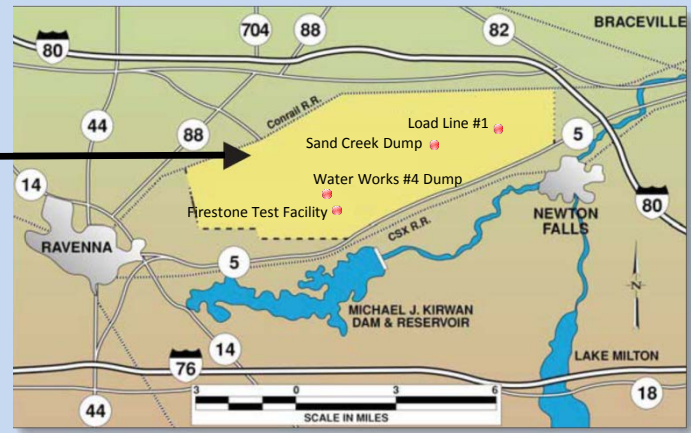 BRACEVILLE
80
704
88
82
44
88
Conrail R.R.
Load Line #1
5
Sand Creek Dump
14
Water Works #4 Dump
Firestone Test Facility
NEWTON
FALLS
80
RAVENNA
CSX R.R.
5
N
MICHAEL J. KIRWAN
DAM & RESERVOIR
14
76
LAKE MILTON
3 0 3 6
SCALE IN MILES
44
18